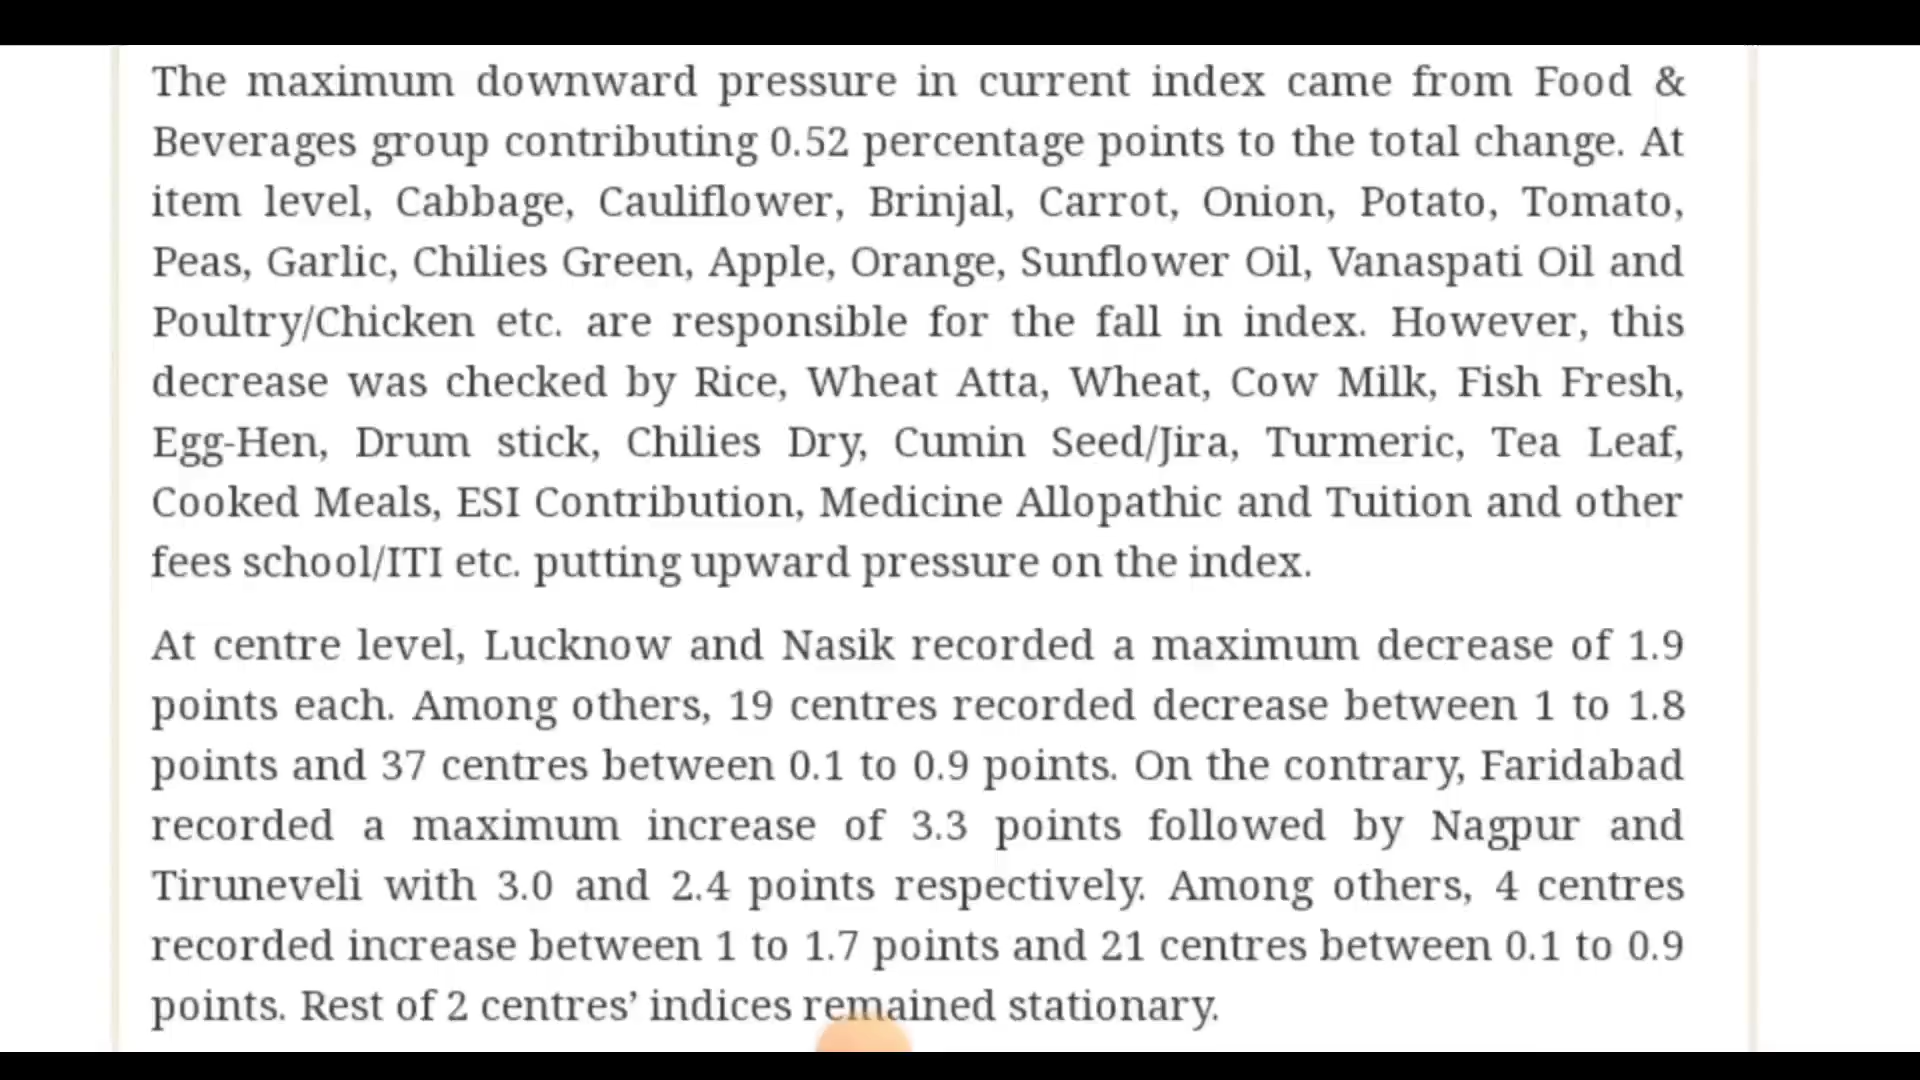 The maximum downward pressure in current index came from Food &
Beverages group contributing 0.52 percentage points to the total change. At
item level, Cabbage, Cauliflower, Brinjal, Carrot, Onion, Potato, Tomato,
Peas, Garlic, Chilies Green, Apple, Orange, Sunflower Oil, Vanaspati Oil and
Poultry/Chicken etc. are responsible for the fall in index. However, this
decrease was checked by Rice, Wheat Atta, Wheat, Cow Milk, Fish Fresh,
Egg-Hen, Drum stick, Chilies Dry, Cumin Seed/Jira, Turmeric, Tea Leaf,
Cooked Meals, ESI Contribution, Medicine Allopathic and Tuition and other
fees school/ITI etc. putting upward pressure on the index.
At centre level, Lucknow and Nasik recorded a maximum decrease of 1.9
points each. Among others, 19 centres recorded decrease between 1 to 1.8
points and 37 centres between 0.1 to 0.9 points. On the contrary, Faridabad
recorded a maximum increase of 3.3 points followed by Nagpur and
Tiruneveli with 3.0 and 2.4 points respectively. Among others, 4 centres
recorded increase between 1 to 1.7 points and 21 centres between 0.1 to 0.9
points. Rest of 2 centres’ indices remained stationary.